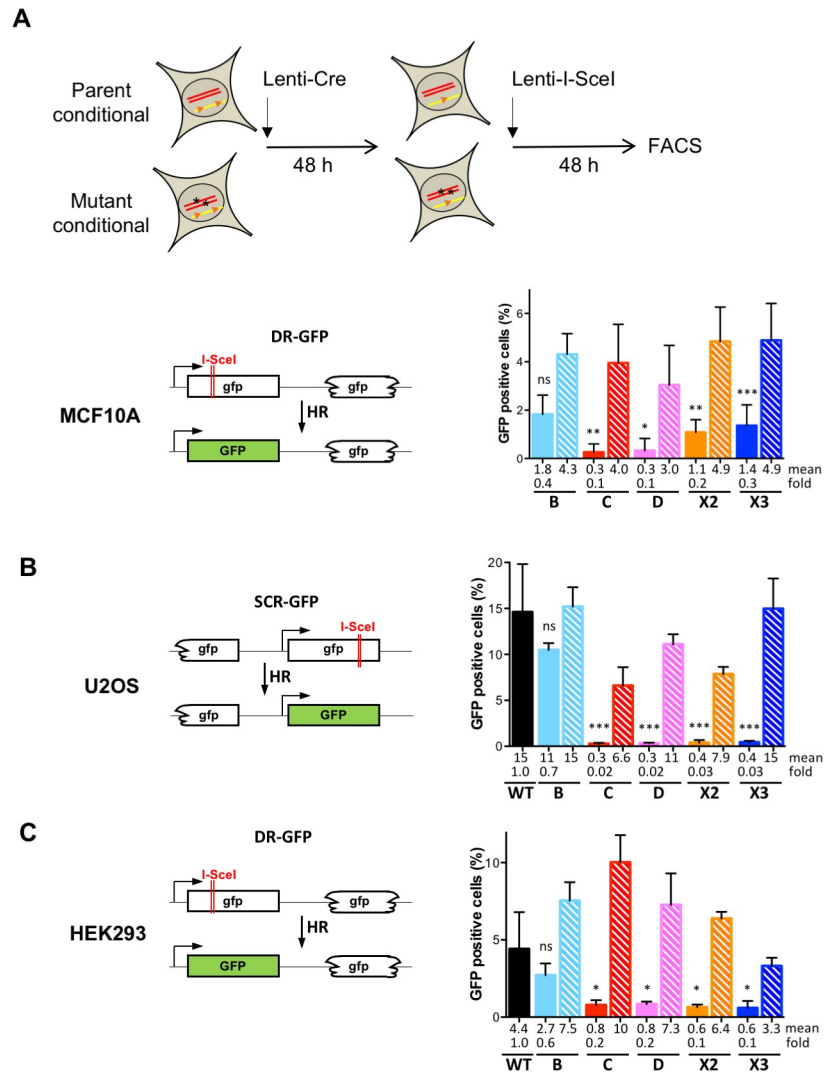 A
Parent
conditional
Lenti-Cre
Lenti-I-SceI
48 h
48 h
FACS
Mutant
conditional
* *
* *
DR-GFP
I-SceI
gfp
gfp
MCF10A
HR
GFP
gfp
GFP positive cells (%)
6
4
2
0
ns
**
*
**
***
1.8 4.3 0.3 4.0 0.3 3.0 1.1 4.9 1.4 4.9 mean
0.4 0.1 0.1 0.2 0.3 fold
B C D X2 X3
B
SCR-GFP
I-SceI
gfp
gfp
U2OS
HR
gfp
GFP
GFP positive cells (%)
20
15
10
5
0
ns
***
***
***
***
15 11 15 0.3 6.6 0.3 11 0.4 7.9 0.4 15 mean
1.0 0.7 0.02 0.02 0.03 0.03 fold
WT B C D X2 X3
C
DR-GFP
I-SceI
gfp
gfp
HEK293
HR
GFP
gfp
GFP positive cells (%)
10
5
0
ns
*
*
*
*
4.4 2.7 7.5 0.8 10 0.8 7.3 0.6 6.4 0.6 3.3 mean
1.0 0.6 0.2 0.2 0.1 0.1 fold
WT B C D X2 X3